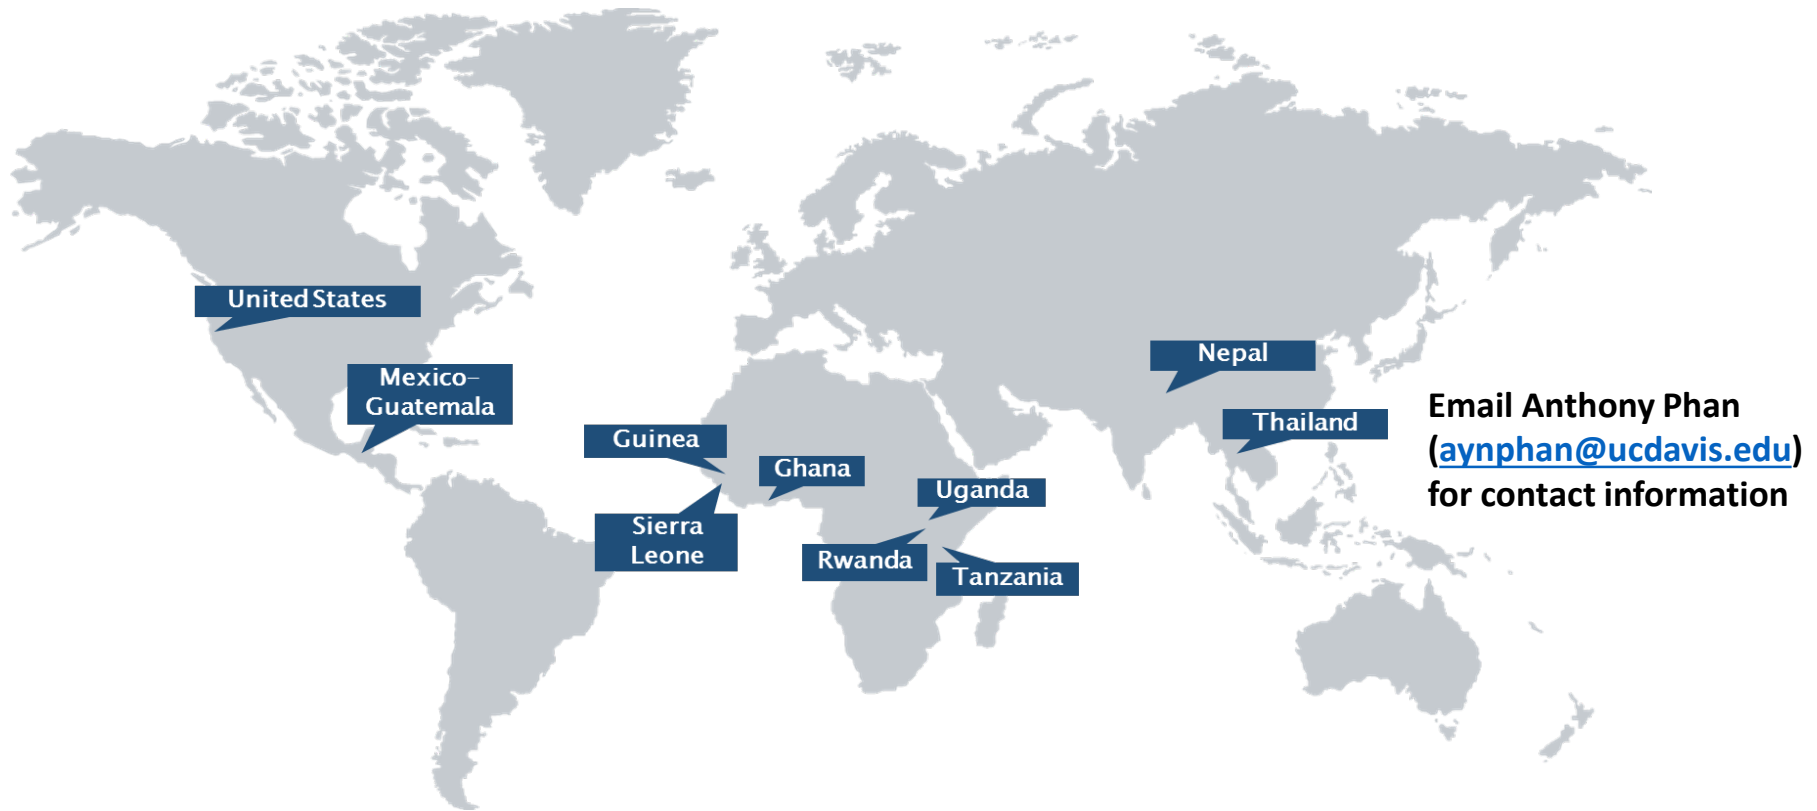 United States
Mexico–
Guatemala
Guinea
Ghana
Sierra
Leone
Uganda
Rwanda
Tanzania
Nepal
Thailand
Email Anthony Phan
(aynphan@ucdavis.edu)
for contact information